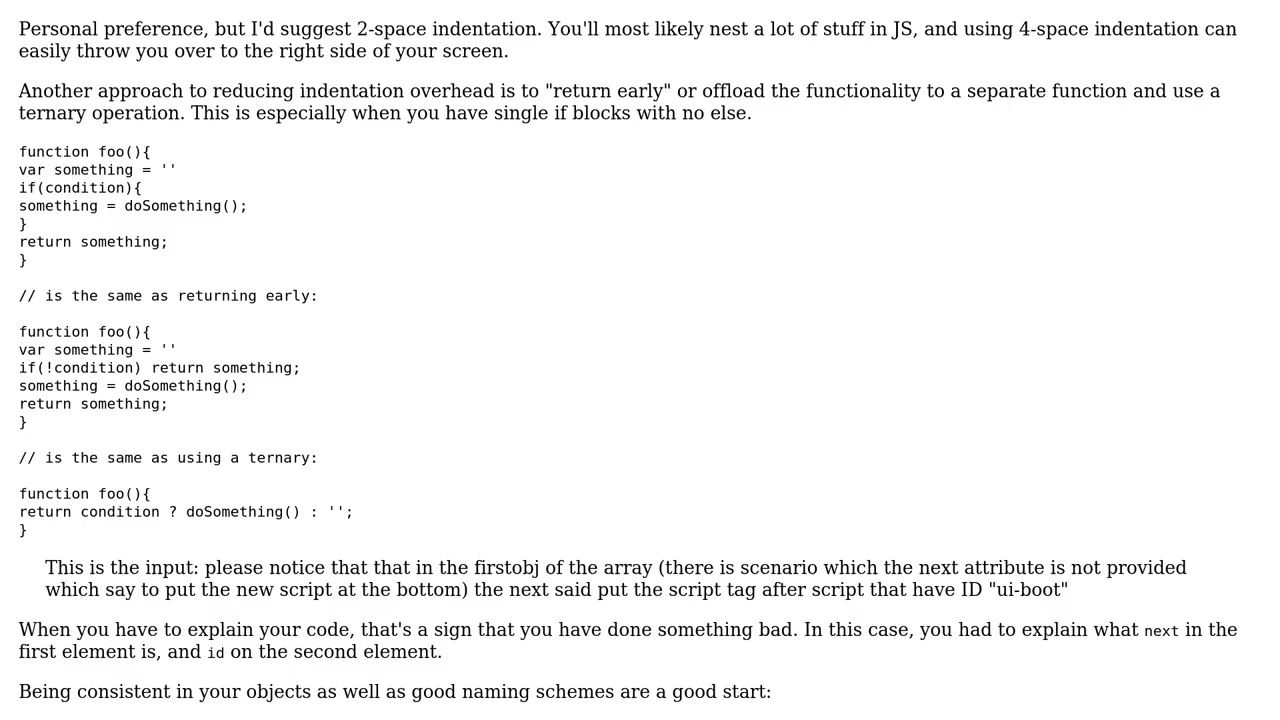 Personal preference, but I'd suggest 2-space indentation. You'll most likely nest a lot of stuff in JS, and using 4-space indentation can
easily throw you over to the right side of your screen.
Another approach to reducing indentation overhead is to "return early" or offload the functionality to a separate function and use a
ternary operation. This is especially when you have single if blocks with no else.
function foo(){
var something = ''
if(condition){
something = doSomething();
}
return something;
}
// is the same as returning early:
function foo(){
var something = ''
if(!condition) return something;
something = doSomething();
return something;
}
// is the same as using a ternary:
function foo(){
return condition ? doSomething() : '';
}
This is the input: please notice that that in the firstobj of the array (there is scenario which the next attribute is not provided
which say to put the new script at the bottom) the next said put the script tag after script that have ID "ui-boot"
When you have to explain your code, that's a sign that you have done something bad. In this case, you had to explain what next in the
first element is, and id on the second element.
Being consistent in your objects as well as good naming schemes are a good start: